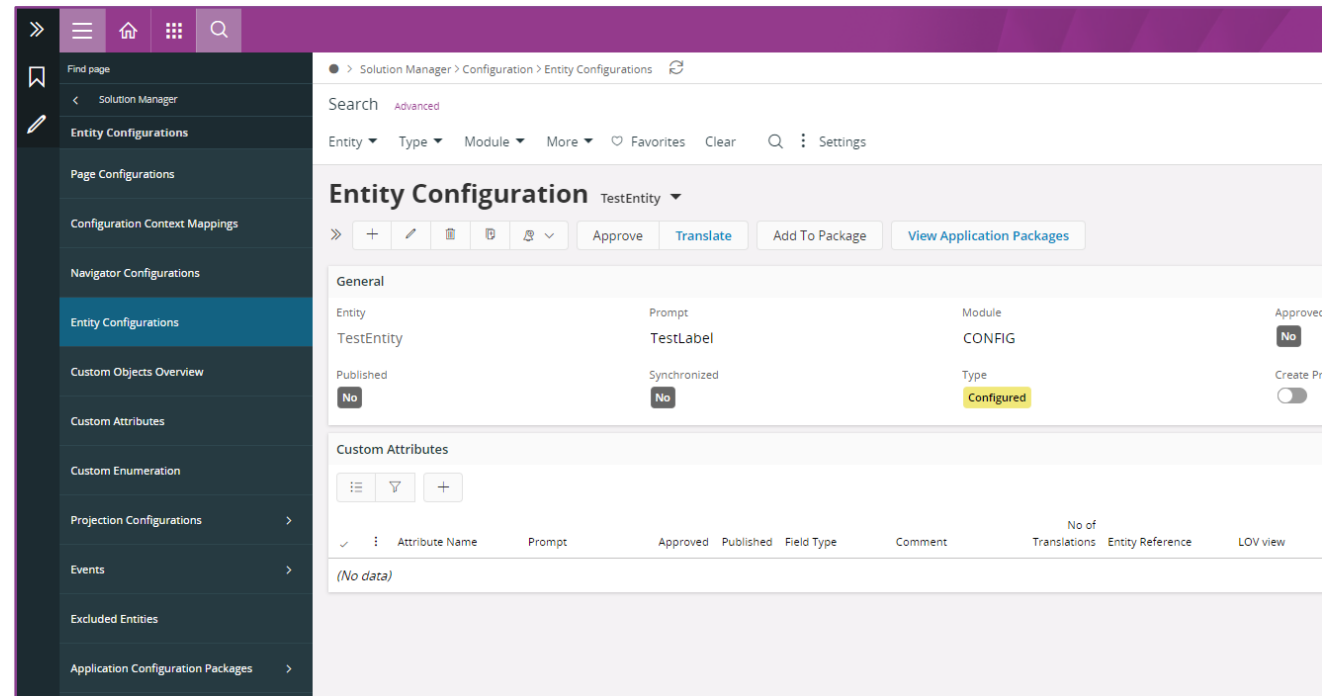 Find page
Solution Manager
Entity Configurations
Page Configurations
Configuration Context Mappings
Navigator Configurations
Entity Configurations
Custom Objects Overview
Custom Attributes
Custom Enumeration
Projection Configurations
Events
Excluded Entities
Application Configuration Packages
Solution Manager > Configuration > Entity Configurations
Search Advanced
Entity Type Module More Favorites Clear Settings
Entity Configuration TestEntity
Approve Translate Add To Package View Application Packages
General
Entity Prompt Module Approved
TestEntity TestLabel CONFIG No
Published Synchronized Type Create Pr
No No Configured
Custom Attributes
No of
Attribute Name Prompt Approved Published Field Type Comment Translations Entity Reference LOV view
(No data)